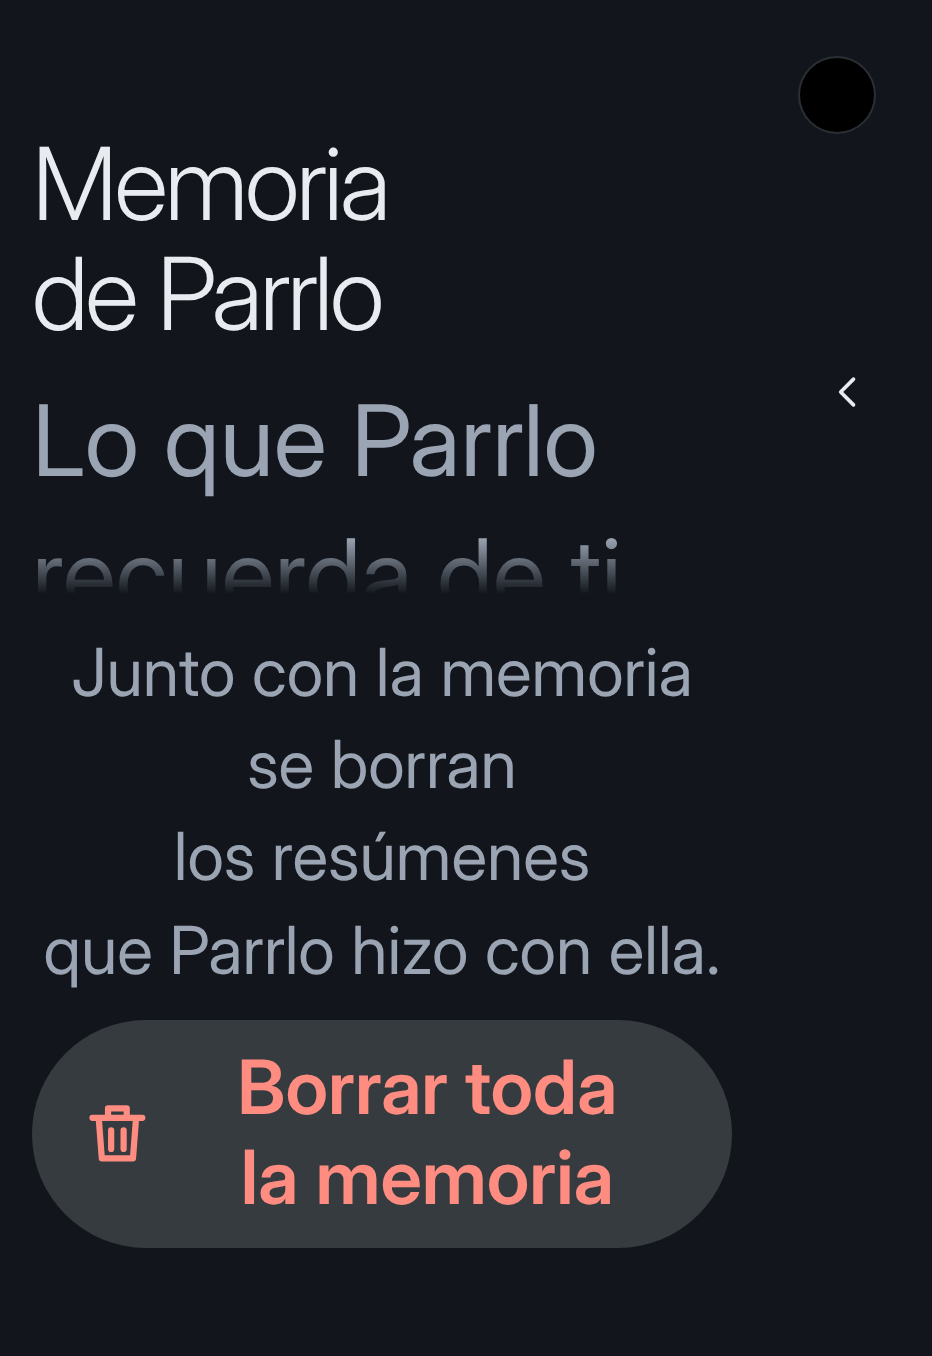 Memoria
de Parrlo
Lo que Parrlo
recuerda de ti
Junto con la memoria
se borran
los resúmenes
que Parrlo hizo con ella.
Borrar toda
la memoria